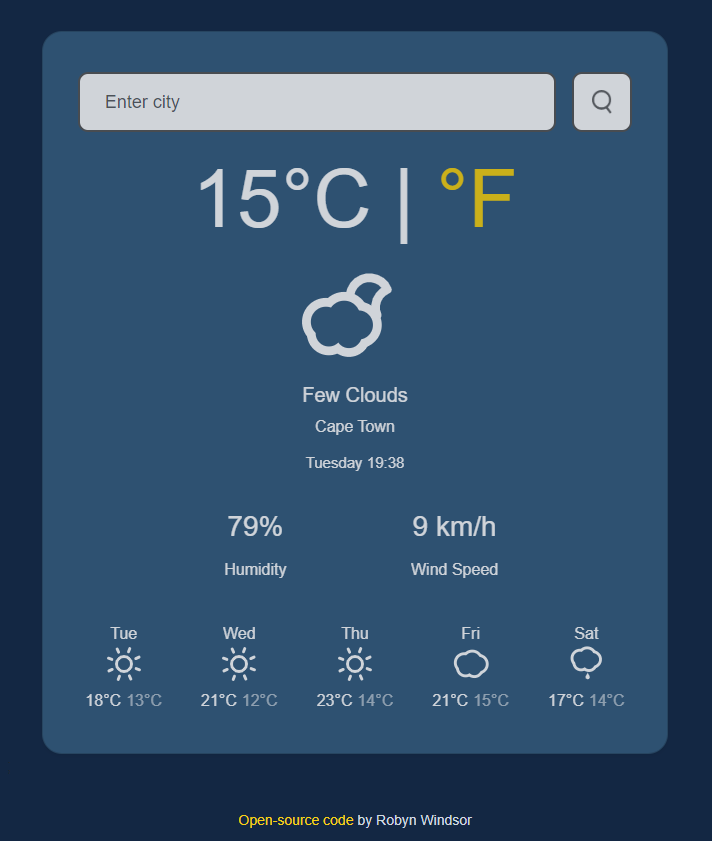 Enter city
15°C | °F
Few Clouds
Cape Town
Tuesday 19:38
79% 9 km/h
Humidity Wind Speed
Tue Wed Thu Fri Sat
18°C 13°C 21°C 12°C 23°C 14°C 21°C 15°C 17°C 14°C
Open-source code by Robyn Windsor